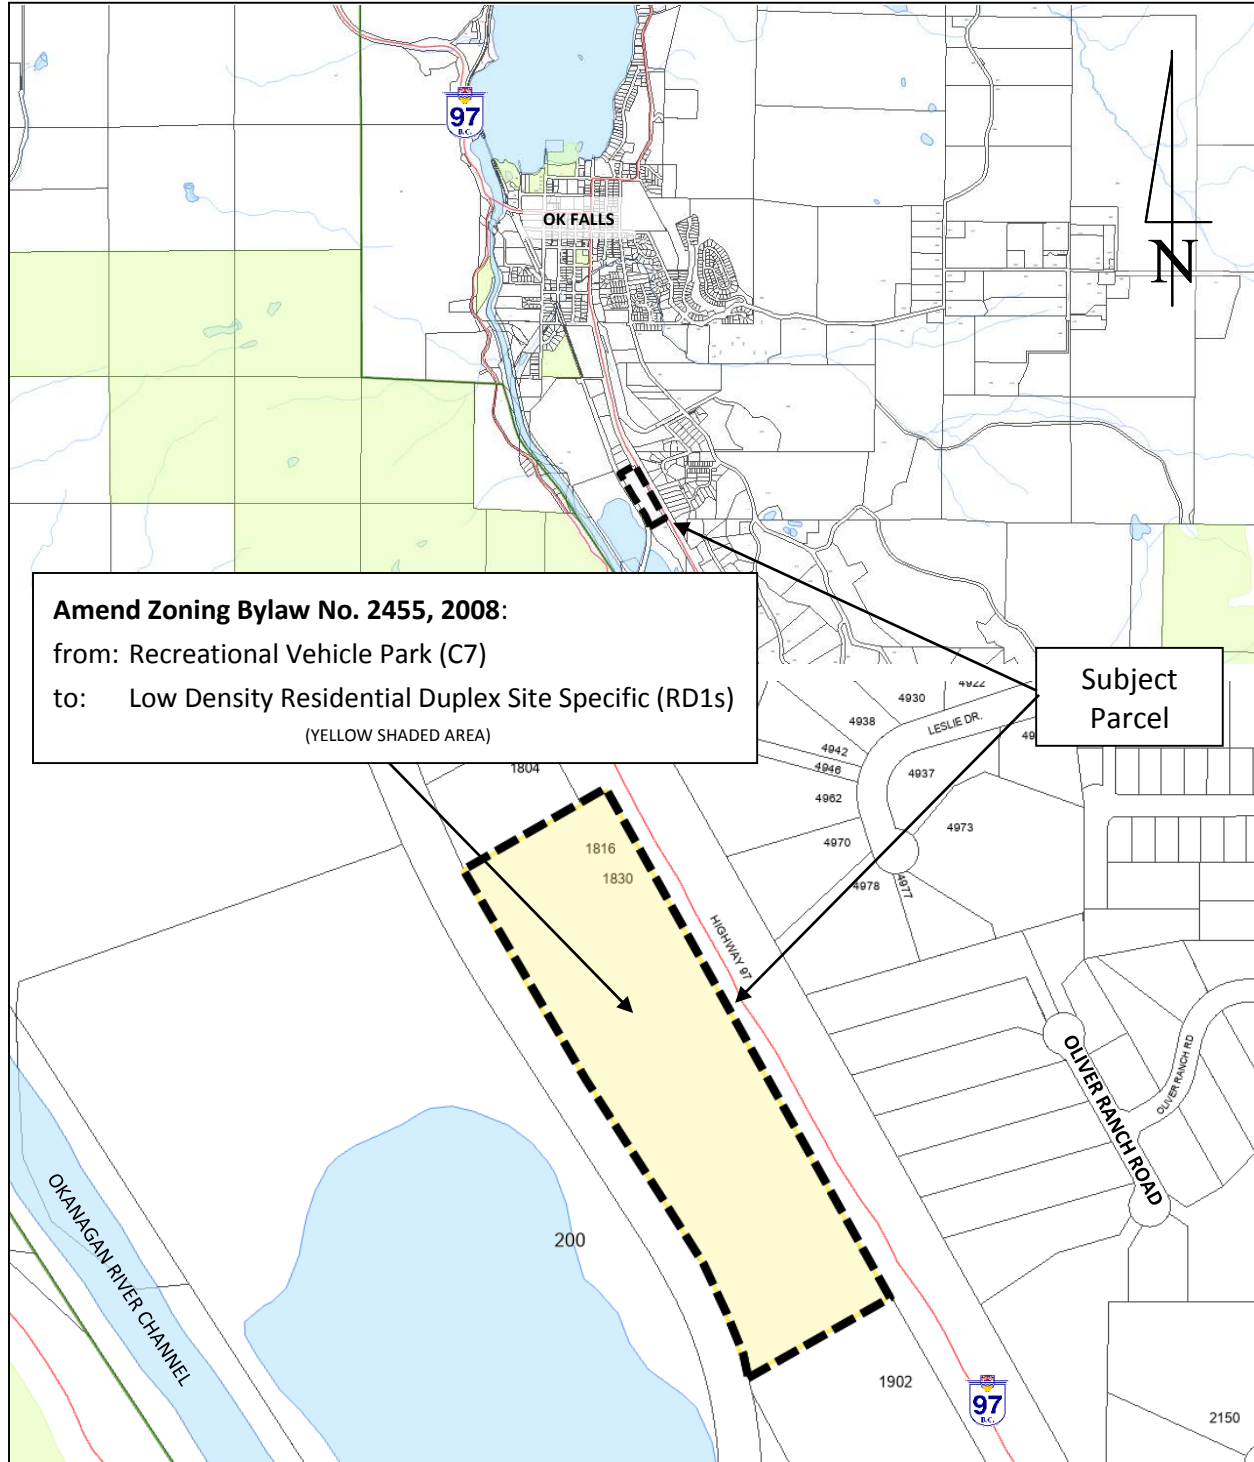 97
B.C.
OK FALLS
N
Amend Zoning Bylaw No. 2455, 2008:
from: Recreational Vehicle Park (C7)
to: Low Density Residential Duplex Site Specific (RD1s)
(YELLOW SHADED AREA)
Subject
Parcel
4922
4930
4938
LESLIE DR.
4942
4946
4937
4962
4970
4973
4978
4977
1804
1816
1830
HIGHWAY 97
OLIVER RANCH ROAD
OLIVER RANCH RD
OKANAGAN RIVER CHANNEL
200
1902
97
B.C.
2150